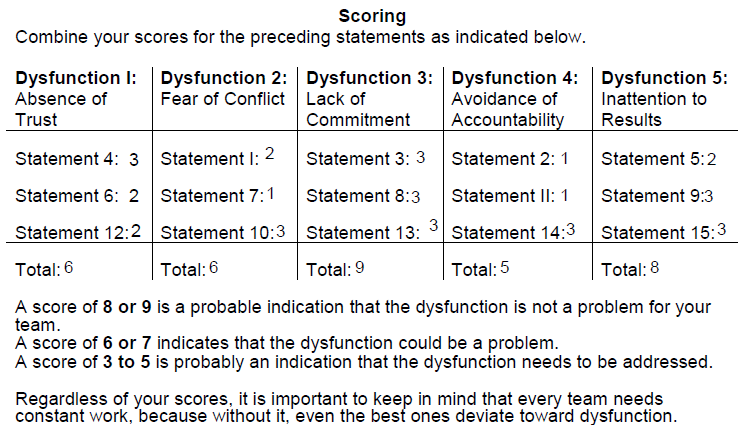 Scoring
Combine your scores for the preceding statements as indicated below.
Dysfunction I: Dysfunction 2: Dysfunction 3: Dysfunction 4: Dysfunction 5:
Absence of Fear of Conflict Lack of Avoidance of Inattention to
Trust Commitment Accountability Results
Statement 4: 3 Statement I: 2 Statement 3: 3 Statement 2: 1 Statement 5:2
Statement 6: 2 Statement 7:1 Statement 8:3 Statement II: 1 Statement 9:3
Statement 12:2 Statement 10:3 Statement 13: 3 Statement 14:3 Statement 15:3
Total: 6 Total: 6 Total: 9 Total: 5 Total: 8
A score of 8 or 9 is a probable indication that the dysfunction is not a problem for your
team.
A score of 6 or 7 indicates that the dysfunction could be a problem.
A score of 3 to 5 is probably an indication that the dysfunction needs to be addressed.
Regardless of your scores, it is important to keep in mind that every team needs
constant work, because without it, even the best ones deviate toward dysfunction.